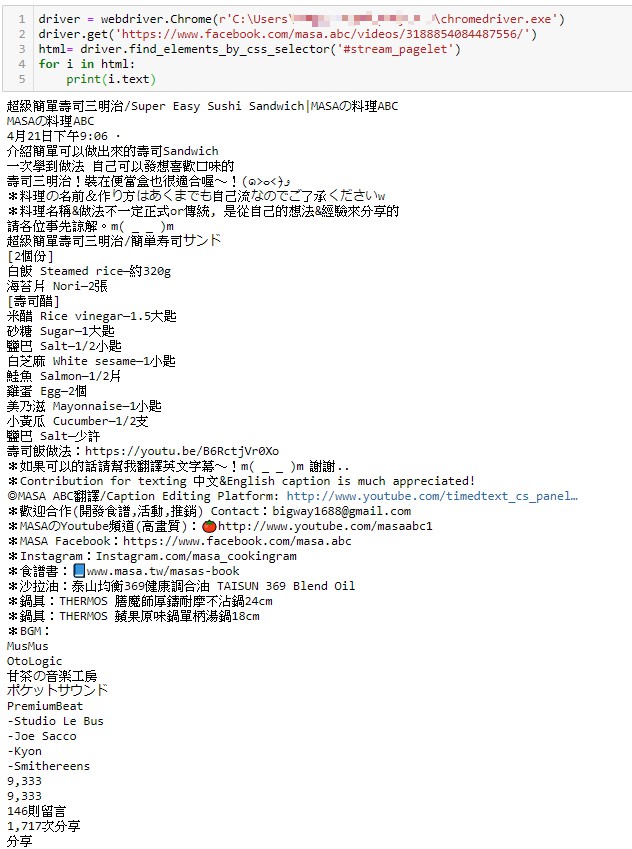 1 driver = webdriver.Chrome(r'C:\Users\ \chromedriver.exe')
2 driver.get('https://www.facebook.com/masa.abc/videos/3188854084487556/')
3 html= driver.find_elements_by_css_selector('#stream_pagelet')
4 for i in html:
5 print(i.text)
超級簡單壽司三明治/Super Easy Sushi Sandwich|MASAの料理ABC
MASAの料理ABC
4月21日下午9:06 ·
介紹簡單可以做出來的壽司Sandwich
一次學到做法 自己可以發想喜歡口味的
壽司三明治！裝在便當盒也很適合喔～！(๑>◡<๑)۶
＊料理の名前＆作り方はあくまでも自己流なのでご了承くださいw
＊料理名稱&做法不一定正式or傳統, 是從自己的想法&經驗來分享的
請各位事先諒解。m( _ _ )m
超級簡單壽司三明治/簡単寿司サンド
[2個份]
白飯 Steamed rice—約320g
海苔片 Nori—2張
[壽司醋]
米醋 Rice vinegar—1.5大匙
砂糖 Sugar—1大匙
鹽巴 Salt—1/2小匙
白芝麻 White sesame—1小匙
鮭魚 Salmon—1/2片
雞蛋 Egg—2個
美乃滋 Mayonnaise—1小匙
小黃瓜 Cucumber—1/2支
鹽巴 Salt—少許
壽司飯做法：https://youtu.be/B6RctjVr0Xo
＊如果可以的話請幫我翻譯英文字幕～！m( _ _ )m 謝謝..
＊Contribution for texting 中文&English caption is much appreciated!
©MASA ABC翻譯/Caption Editing Platform: http://www.youtube.com/timedtext_cs_panel…
＊歡迎合作(開發食譜,活動,推銷) Contact：bigway1688@gmail.com
＊MASAのYoutube頻道(高畫質)：🍅http://www.youtube.com/masaabc1
＊MASA Facebook：https://www.facebook.com/masa.abc
＊Instagram：Instagram.com/masa_cookingram
＊食譜書：📘www.masa.tw/masas-book
＊沙拉油：泰山均衡369健康調合油 TAISUN 369 Blend Oil
＊鍋具：THERMOS 膳魔師厚鑄耐摩不沾鍋24cm
＊鍋具：THERMOS 蘋果原味鍋單柄湯鍋18cm
＊BGM：
MusMus
OtoLogic
甘茶の音楽工房
ポケットサウンド
PremiumBeat
-Studio Le Bus
-Joe Sacco
-Kyon
-Smithereens
9,333
9,333
146則留言
1,717次分享
分享